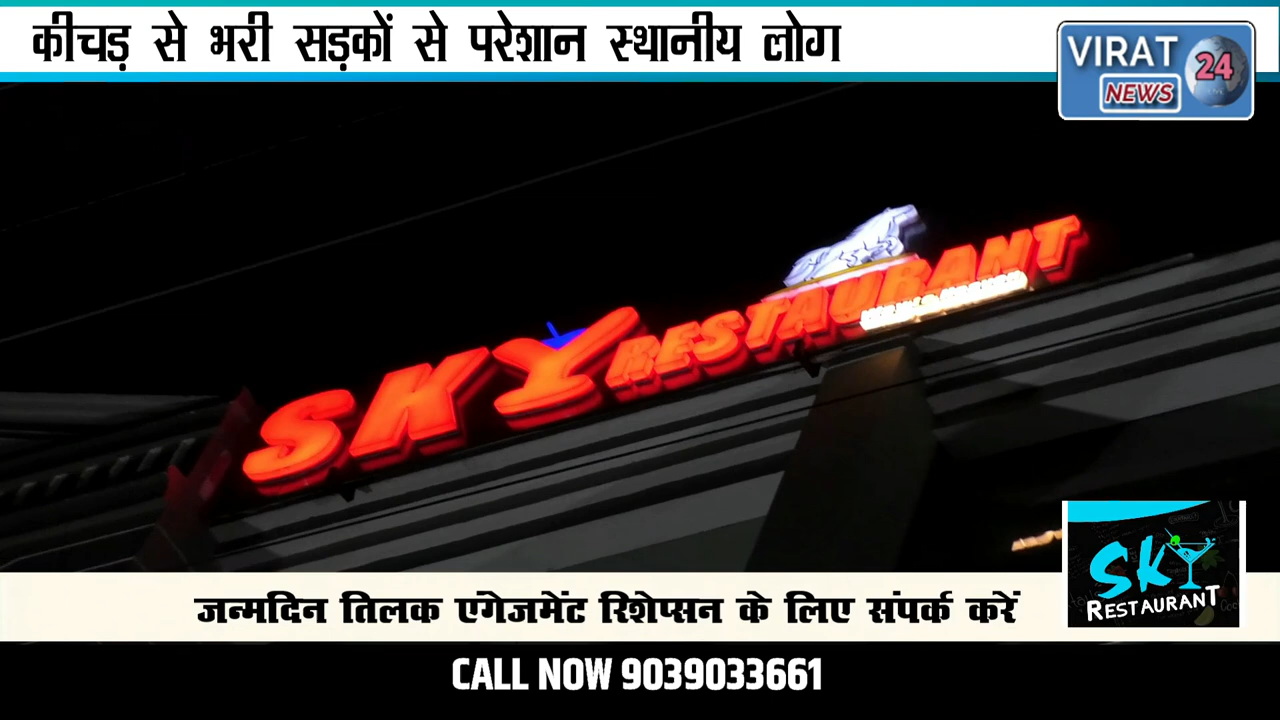 कीचड़ से भरी सड़कों से परेशान स्थानीय लोग
VIRAT
24
NEWS
SKY RESTAURANT
SKY
RESTAURANT
जन्मदिन तिलक एंगेजमेंट रिशेप्सन के लिए संपर्क करें
CALL NOW 9039033661